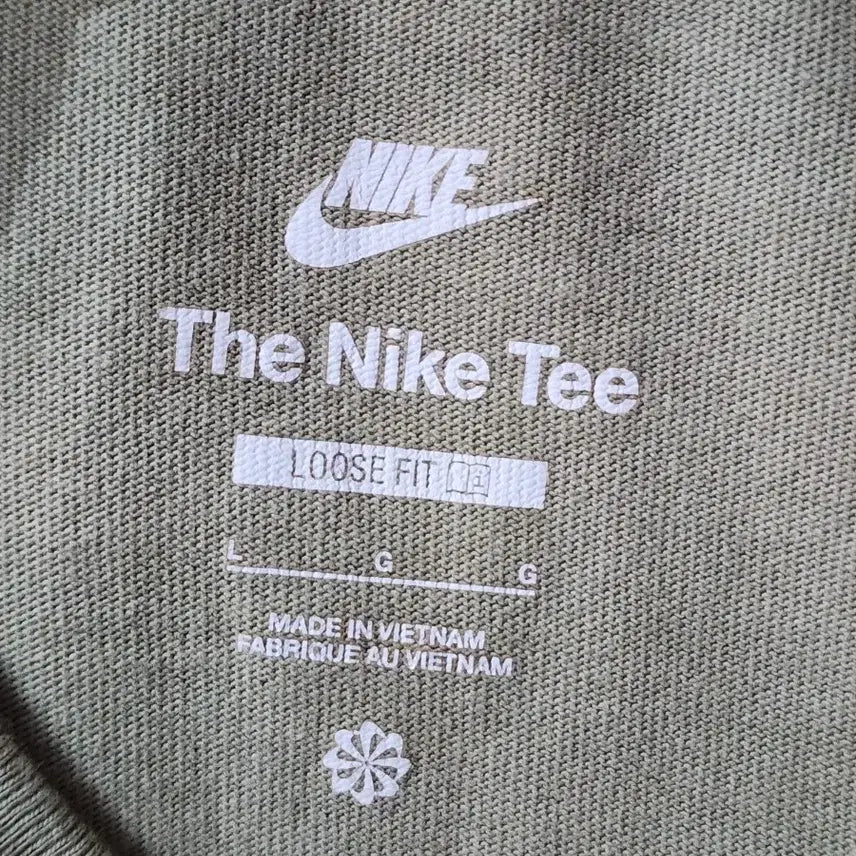 NIKE
The Nike Tee
LOOSE FIT
L G G
MADE IN VIETNAM
FABRIQUE AU VIETNAM